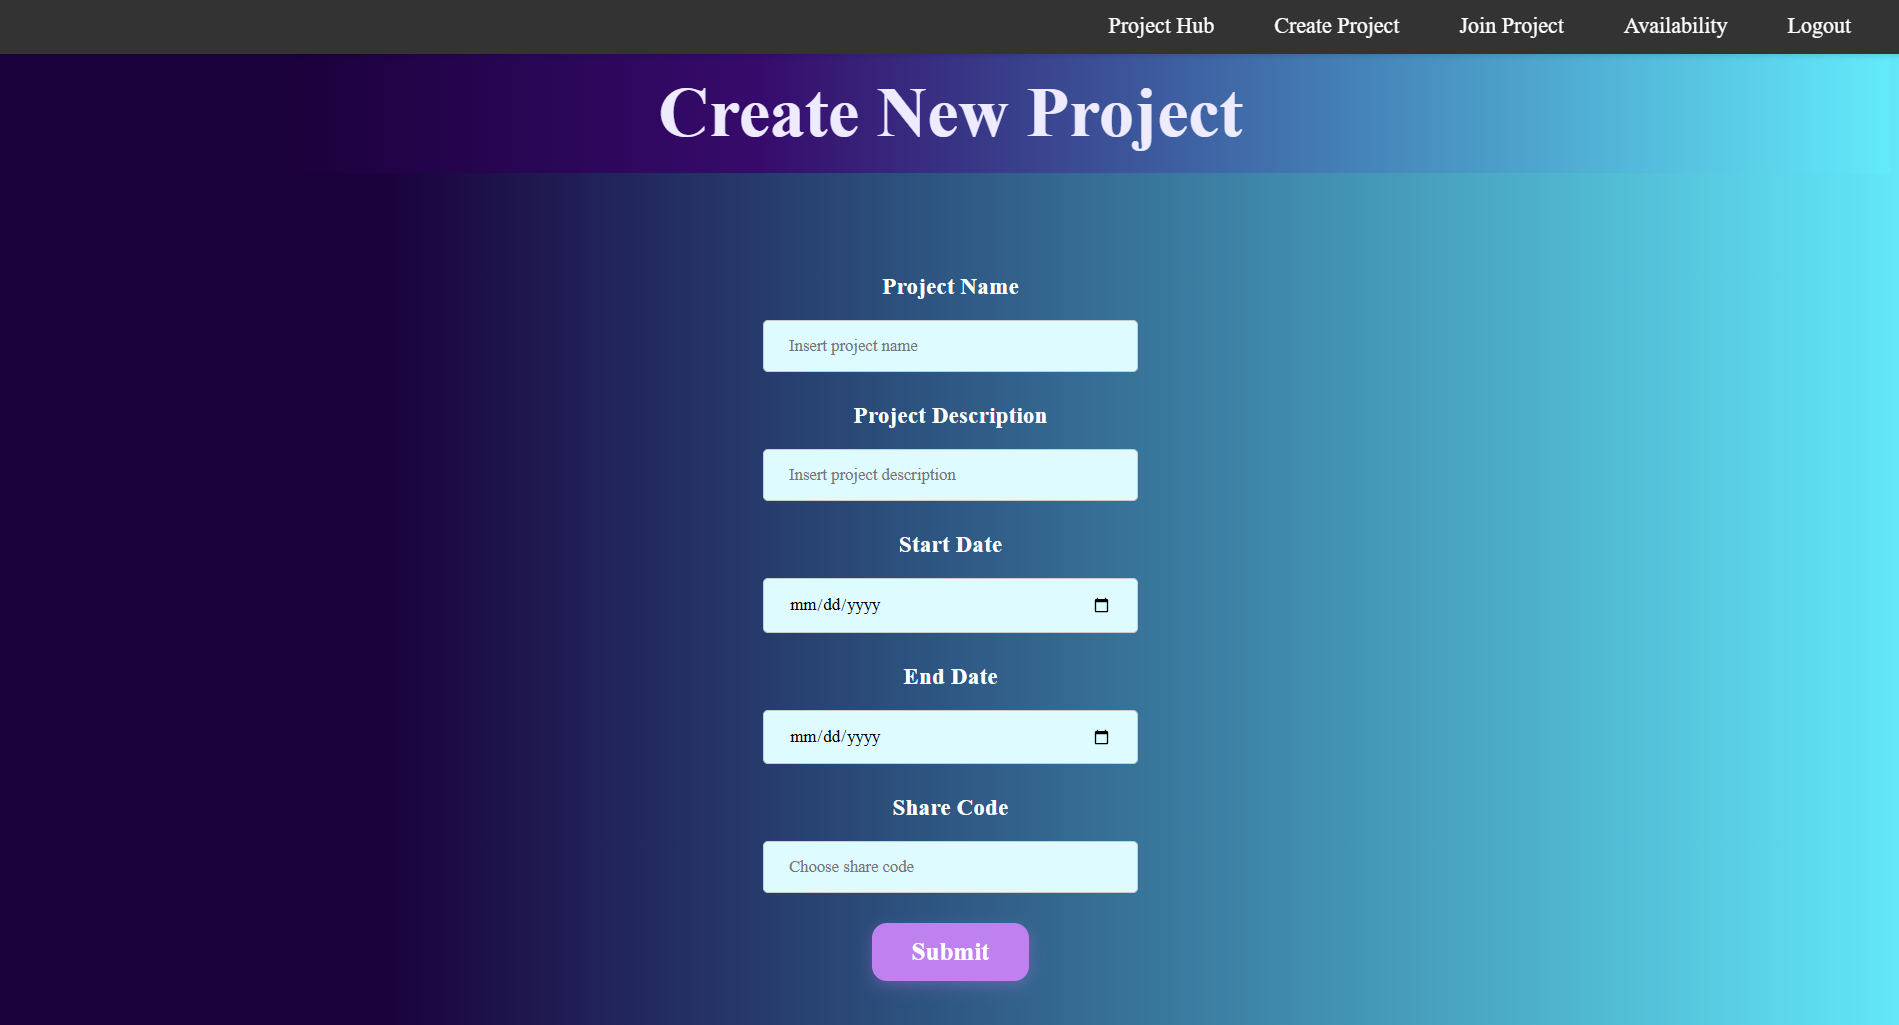 Project Hub Create Project Join Project Availability Logout
Create New Project
Project Name
Insert project name
Project Description
Insert project description
Start Date
mm/dd/yyyy
End Date
mm/dd/yyyy
Share Code
Choose share code
Submit